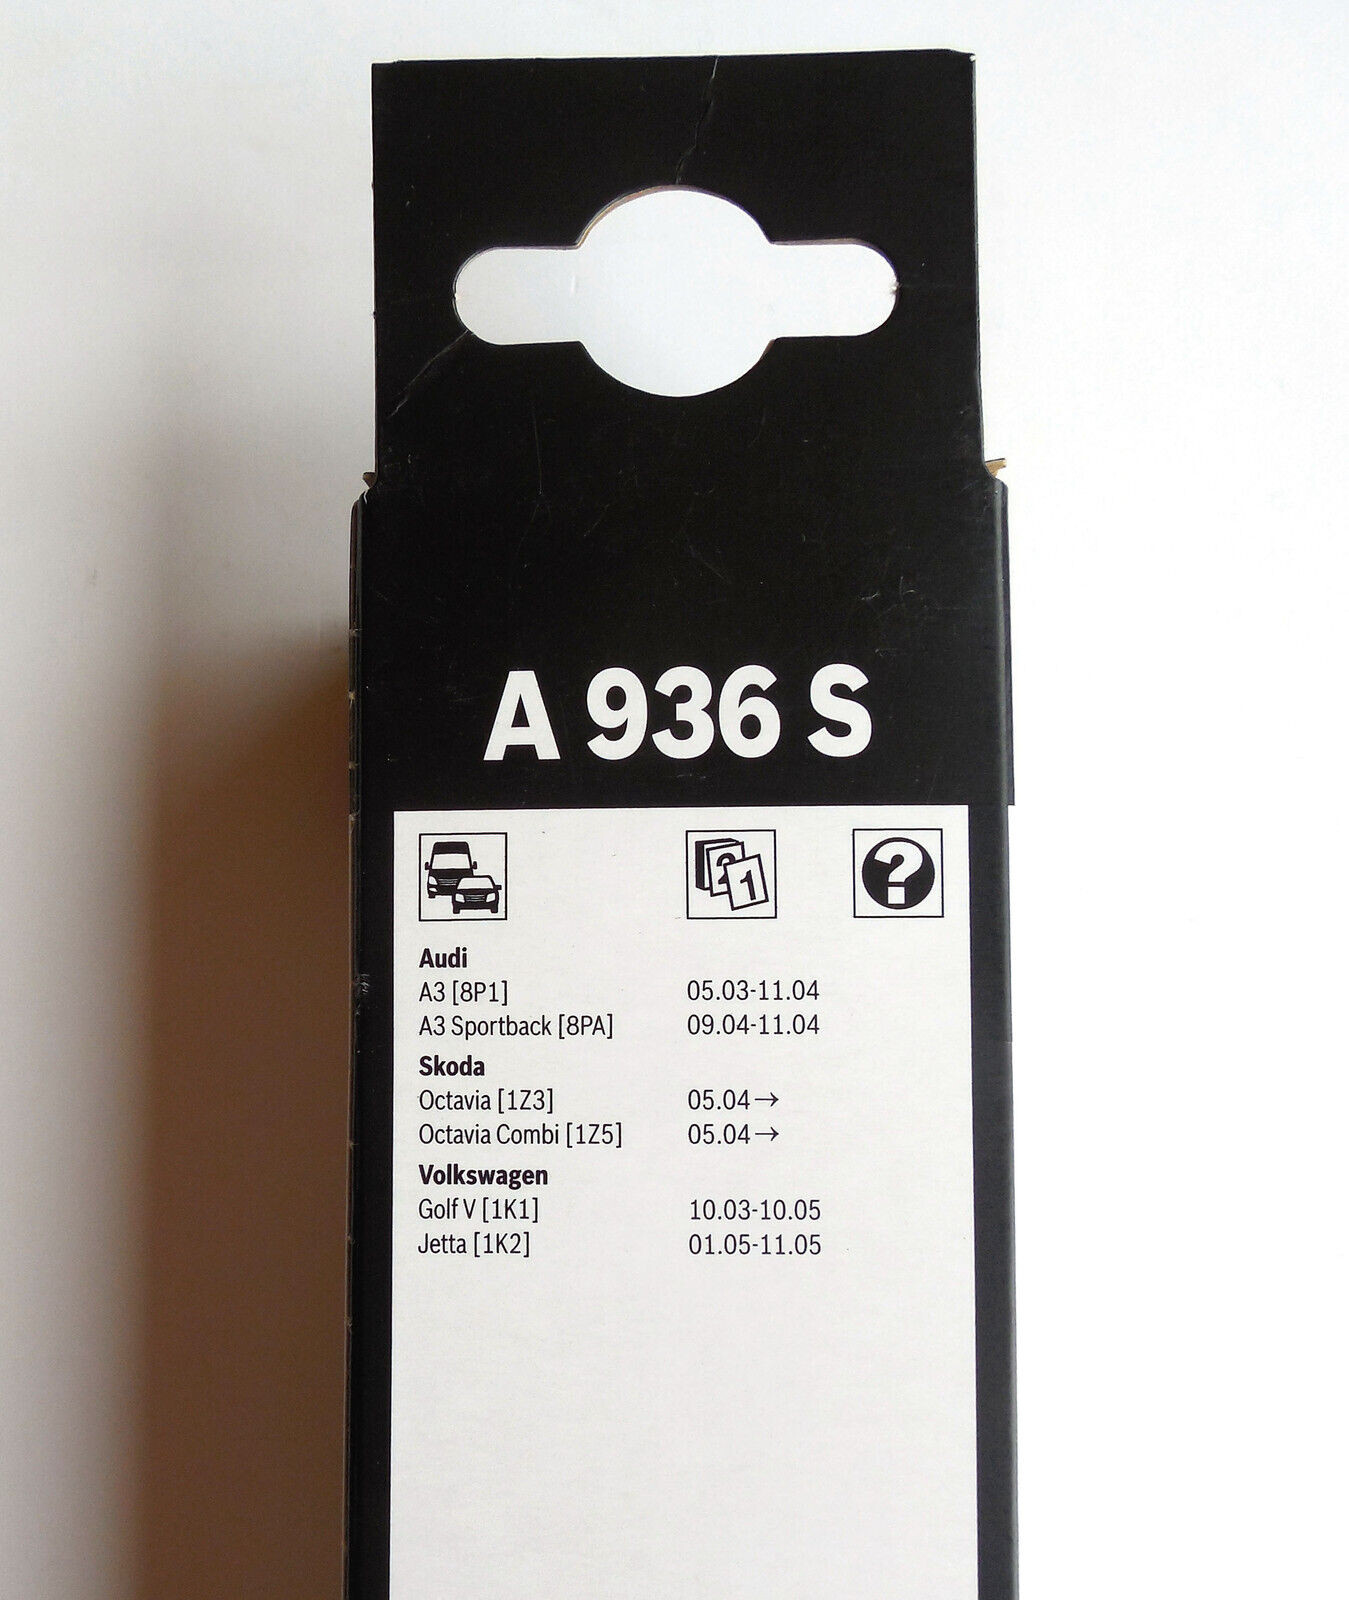 A 936 S
2 1 ?
Audi
A3 [8P1] 05.03-11.04
A3 Sportback [8PA] 09.04-11.04
Skoda
Octavia [1Z3] 05.04→
Octavia Combi [1Z5] 05.04→
Volkswagen
Golf V [1K1] 10.03-10.05
Jetta [1K2] 01.05-11.05